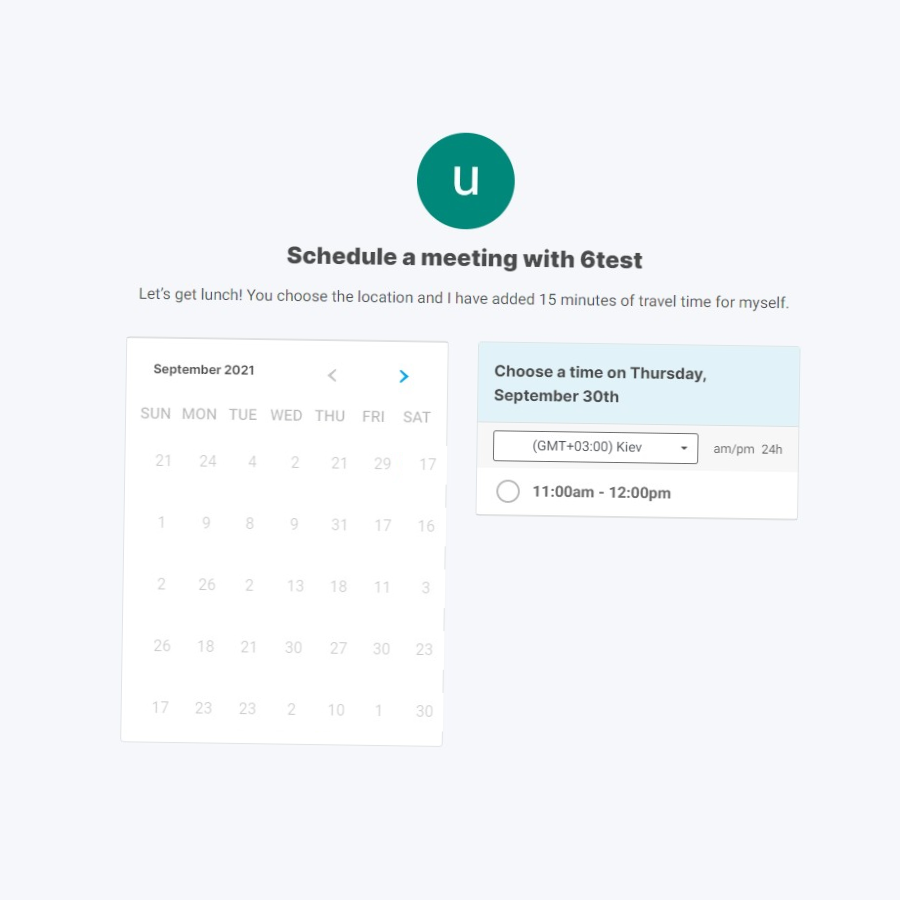 u
Schedule a meeting with 6test
Let's get lunch! You choose the location and I have added 15 minutes of travel time for myself.
September 2021
SUN MON TUE WED THU FRI SAT
21 24 4 2 21 29 17
1 9 8 9 31 17 16
2 26 2 13 18 11 3
26 18 21 30 27 30 23
17 23 23 2 10 1 30
Choose a time on Thursday,
September 30th
(GMT+03:00) Kiev
am/pm 24h
11:00am - 12:00pm